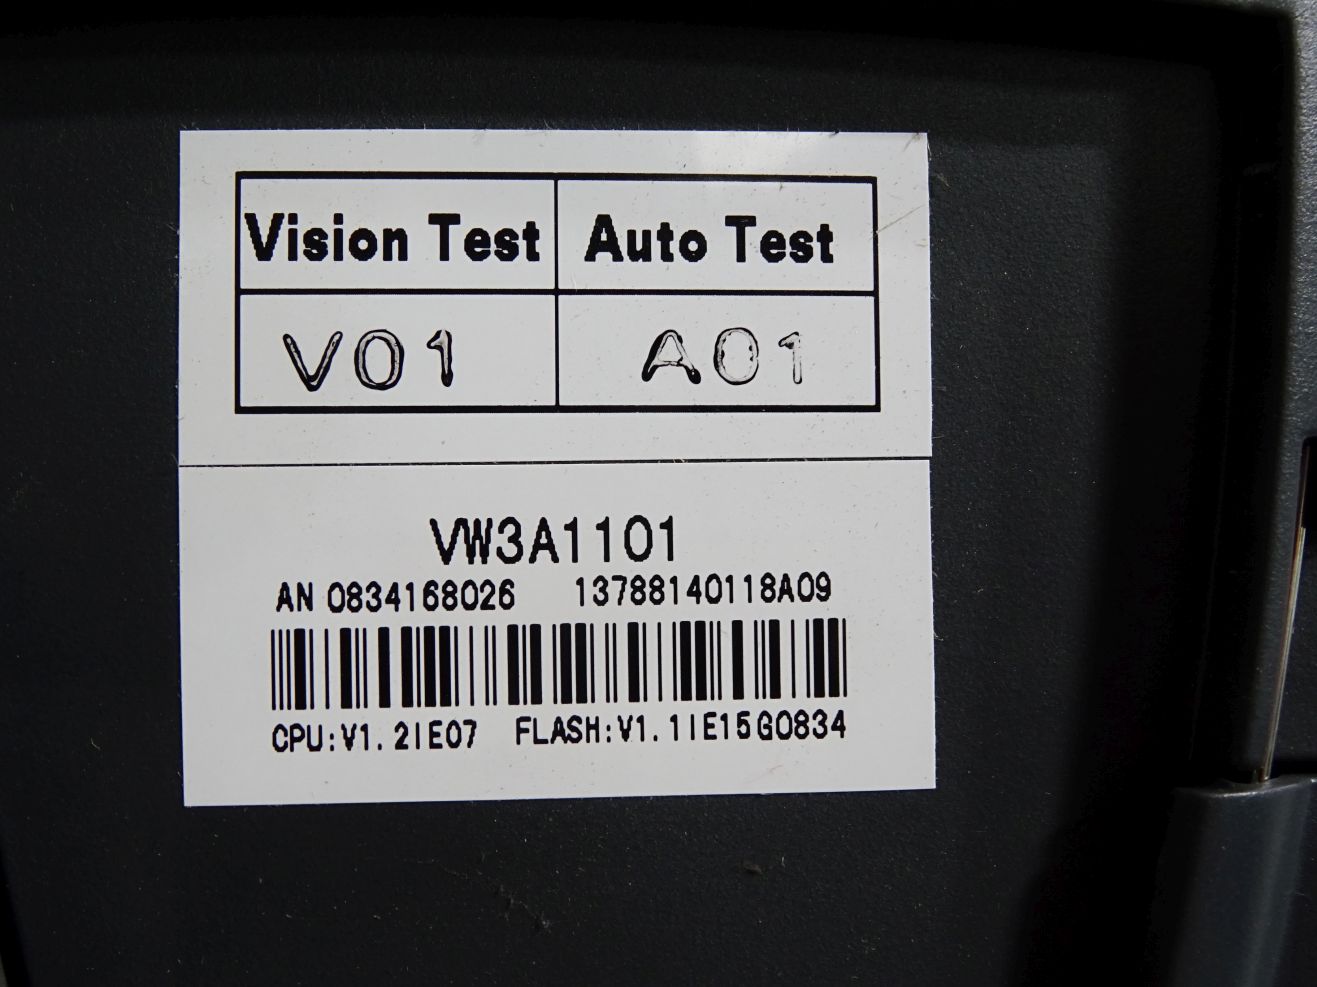 Vision Test Auto Test
V01 A01
VW3A1101
AN 0834168026 13788140118A09
CPU:V1.2IE07 FLASH:V1.1IE15G0834